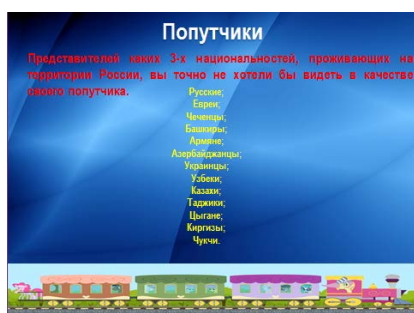 Попутчики
Представителей каких 3-х национальностей, проживающих на
территории России, вы точно не хотели бы видеть в качестве
своего попутчика.
Русские;
Евреи;
Чеченцы;
Башкиры;
Армяне;
Азербайджанцы;
Украинцы;
Узбеки;
Казахи;
Таджики;
Цыгане;
Киргизы;
Чукчи.